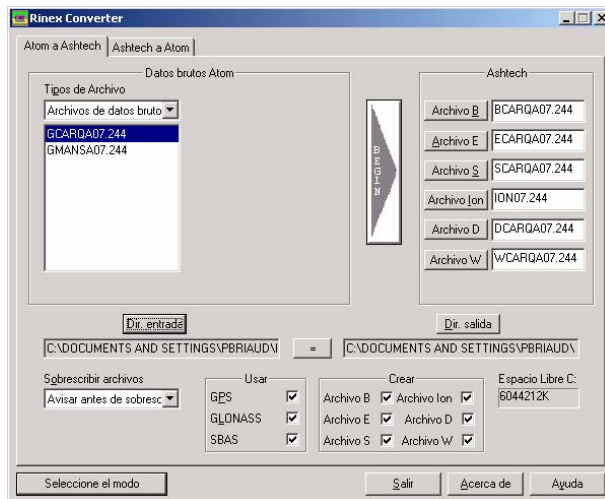 Rinex Converter
Atom a Ashtech
Ashtech a Atom
Datos brutos Atom
Tipos de Archivo
Archivos de datos bruto
GCARQA07.244
GMANSA07.244
BEGIN
Ashtech
Archivo B BCARQA07.244
Archivo E ECARQA07.244
Archivo S SCARQA07.244
Archivo Ion ION07.244
Archivo D DCARQA07.244
Archivo W WCARQA07.244
Dir. entrada
Dir. salida
C:\DOCUMENTS AND SETTINGS\PBRIAUD\
=
C:\DOCUMENTS AND SETTINGS\PBRIAUD\
Sobrescribir archivos
Avisar antes de sobresc
Usar
GPS
GLONASS
SBAS
Crear
Archivo B Archivo Ion
Archivo E Archivo D
Archivo S Archivo W
Espacio Libre C:
6044212K
Seleccione el modo
Salir
Acerca de
Ayuda